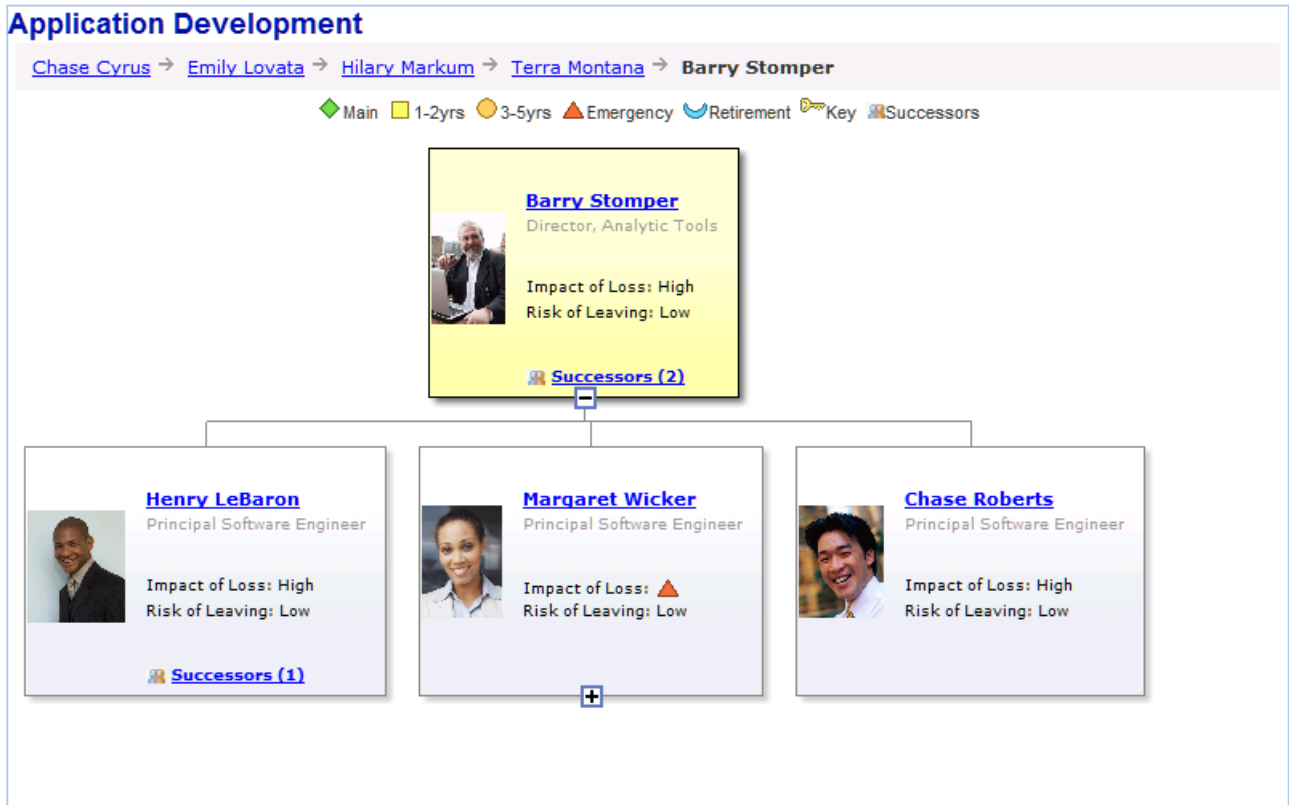 Application Development
Chase Cyrus → Emily Lovata → Hilary Markum → Terra Montana → Barry Stomper
Main 1-2yrs 3-5yrs Emergency Retirement Key Successors
Barry Stomper
Director, Analytic Tools
Impact of Loss: High
Risk of Leaving: Low
Successors (2)
Henry LeBaron
Principal Software Engineer
Impact of Loss: High
Risk of Leaving: Low
Successors (1)
Margaret Wicker
Principal Software Engineer
Impact of Loss:
Risk of Leaving: Low
Chase Roberts
Principal Software Engineer
Impact of Loss: High
Risk of Leaving: Low